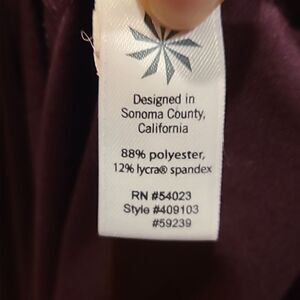 Designed in
Sonoma County,
California
88% polyester,
12% lycra® spandex
RN #54023
Style #409103
#59239